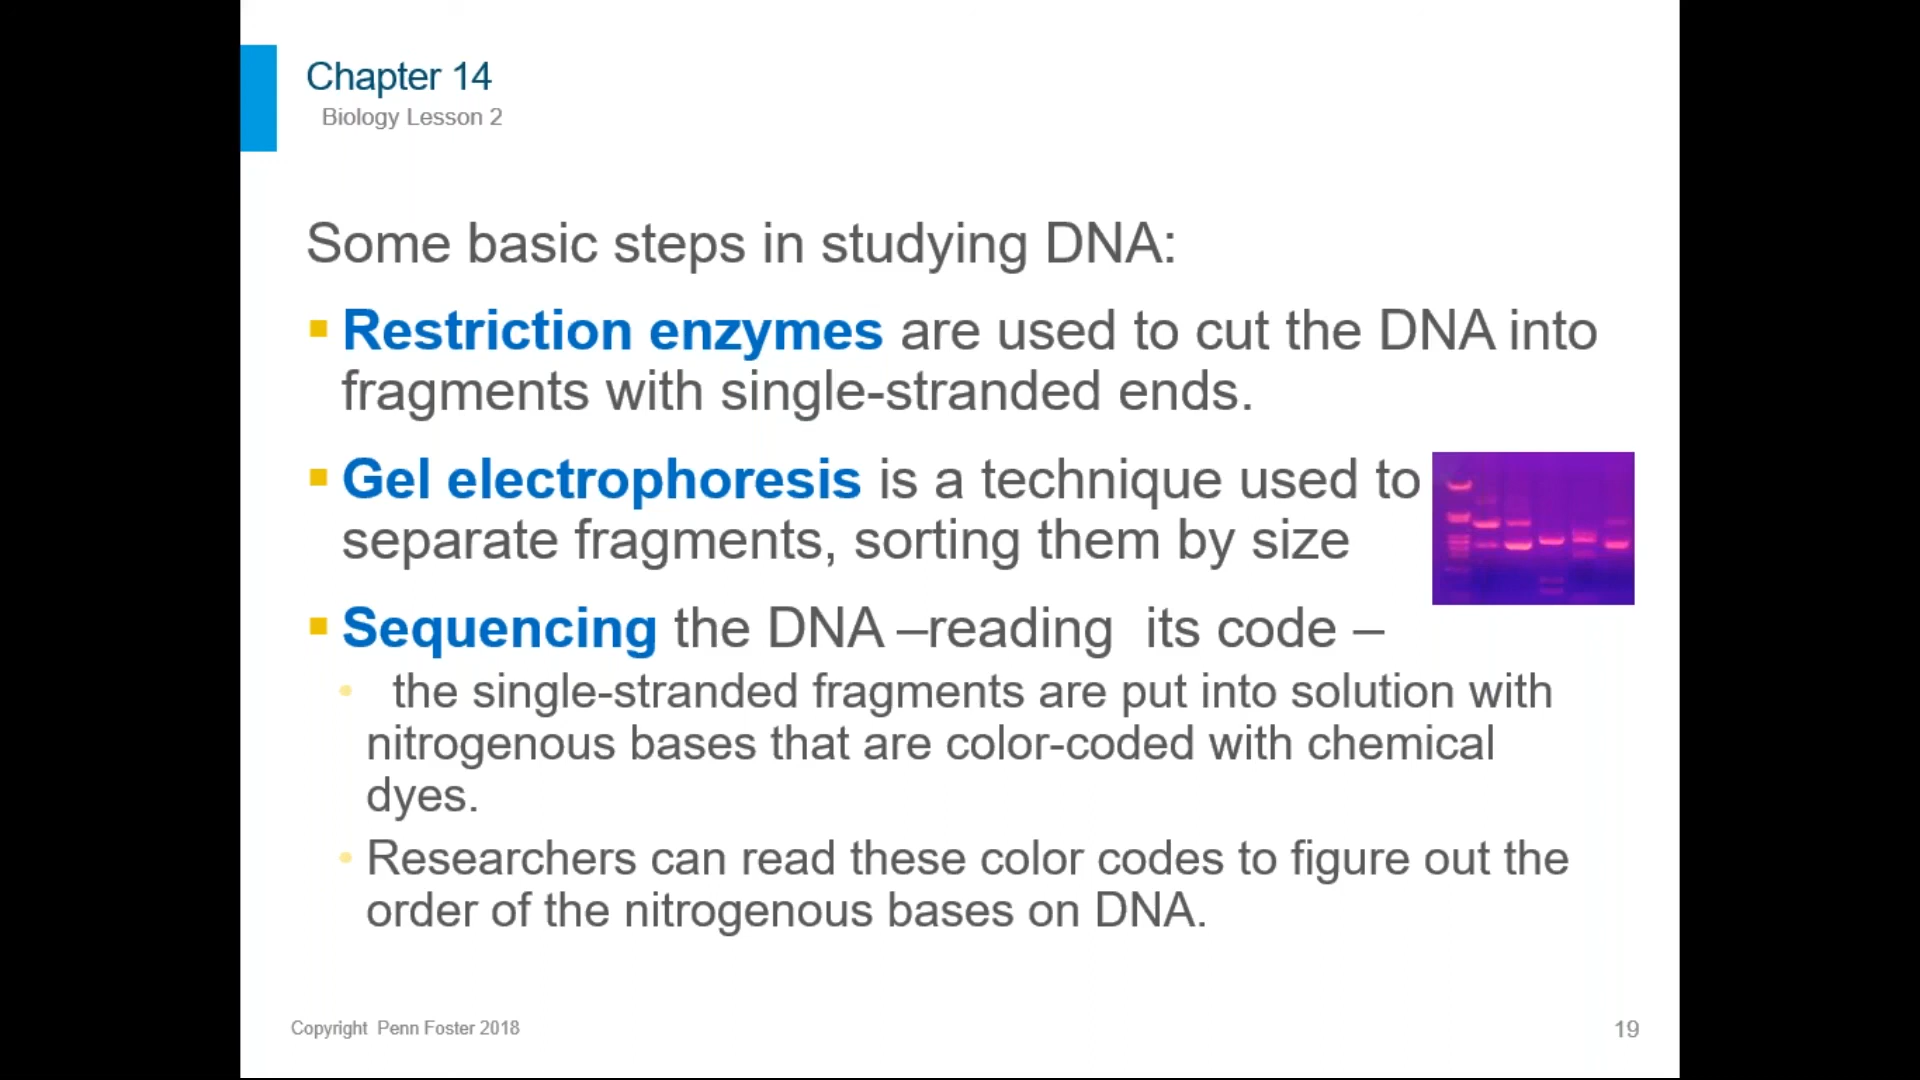 Chapter 14
Biology Lesson 2
Some basic steps in studying DNA:
Restriction enzymes are used to cut the DNA into
fragments with single-stranded ends.
Gel electrophoresis is a technique used to
separate fragments, sorting them by size
Sequencing the DNA –reading  its code –
the single-stranded fragments are put into solution with
nitrogenous bases that are color-coded with chemical
dyes.
Researchers can read these color codes to figure out the
order of the nitrogenous bases on DNA.
Copyright  Penn Foster 2018
19